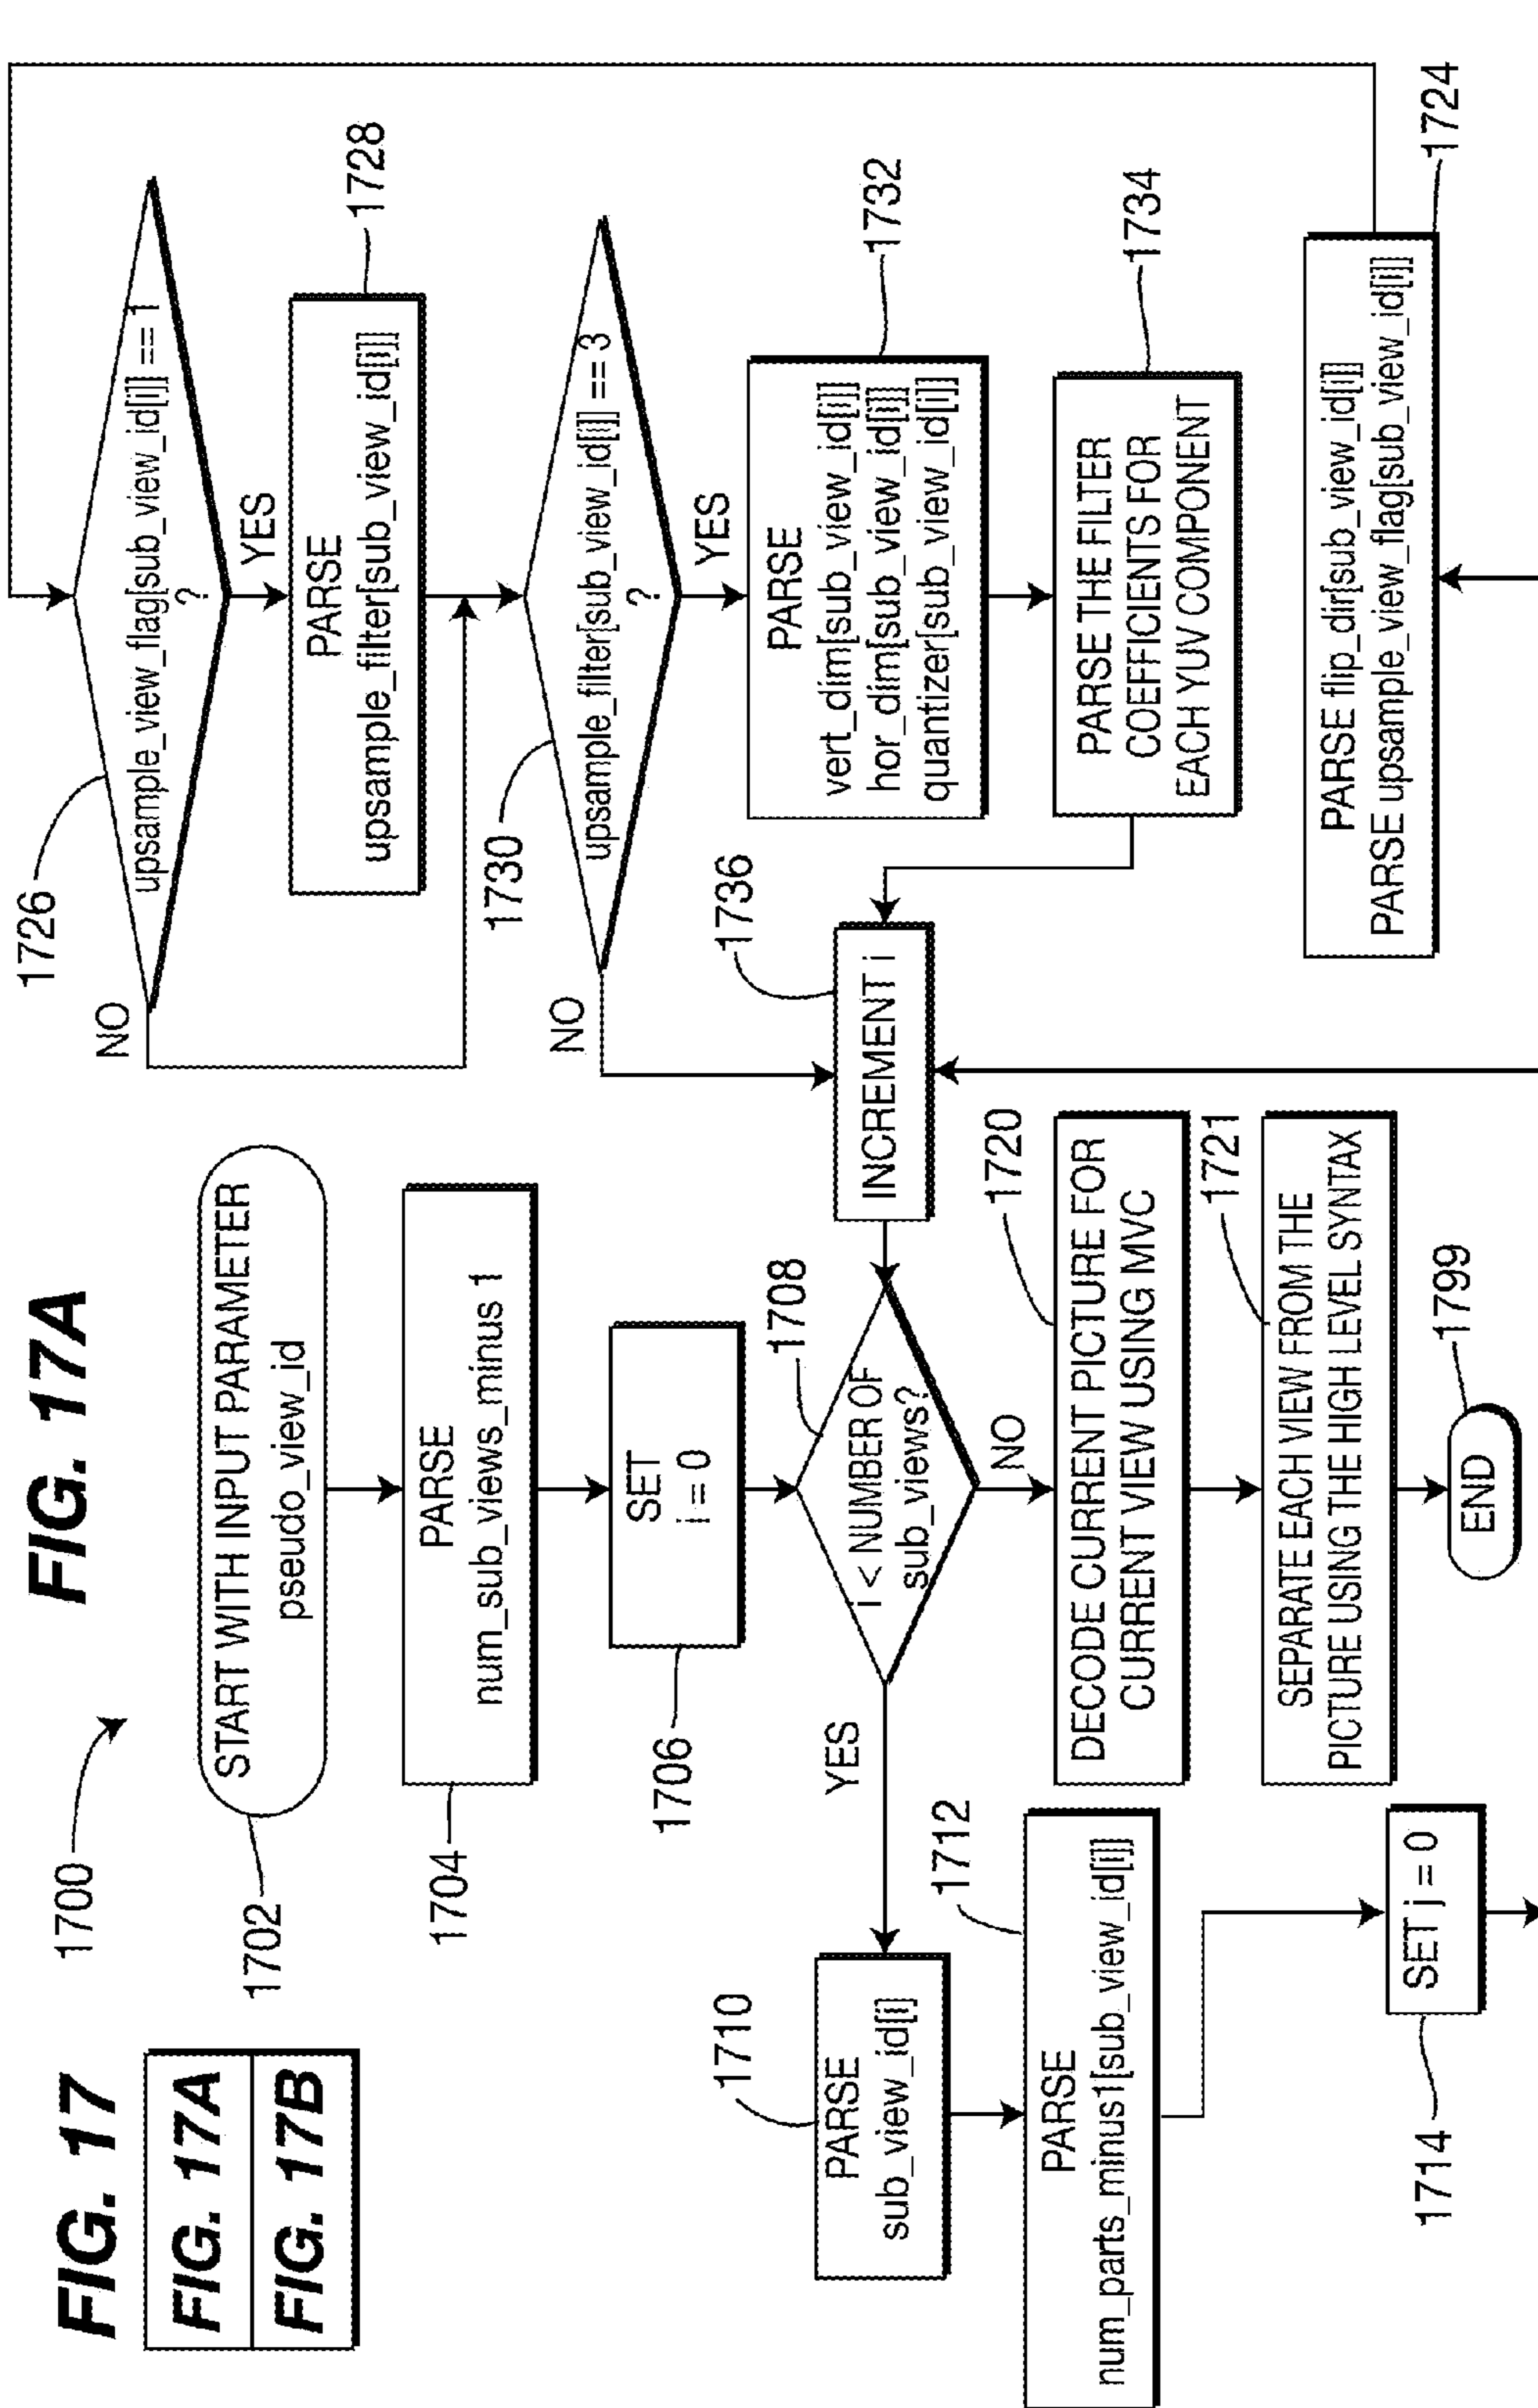 FIG. 17
FIG. 17A
FIG. 17B
FIG. 17A
1700
1702
START WITH INPUT PARAMETER
pseudo_view_id
1704
PARSE
num_sub_views_minus 1
1706
SET
i = 0
1708
i < NUMBER OF
sub_views?
YES
NO
1710
PARSE
sub_view_id[i]
1712
PARSE
num_parts_minus1[sub_view_id[i]]
1714
SET j = 0
1720
DECODE CURRENT PICTURE FOR
CURRENT VIEW USING MVC
1721
SEPARATE EACH VIEW FROM THE
PICTURE USING THE HIGH LEVEL SYNTAX
1799
END
1726
upsample_view_flag[sub_view_id[i]] == 1
?
NO
YES
1728
PARSE
upsample_filter[sub_view_id[i]]
1730
upsample_filter[sub_view_id[i]] == 3
?
NO
YES
1732
PARSE
vert_dim[sub_view_id[i]]
hor_dim[sub_view_id[i]]
quantizer[sub_view_id[i]]
1734
PARSE THE FILTER
COEFFICIENTS FOR
EACH YUV COMPONENT
1736
INCREMENT i
1724
PARSE flip_dir[sub_view_id[i]]
PARSE upsample_view_flag[sub_view_id[i]]